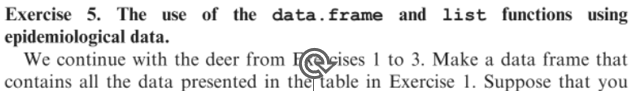 Exercise 5. The use of the data.frame and list functions using
epidemiological data.
We continue with the deer from Exercises 1 to 3. Make a data frame that
contains all the data presented in the table in Exercise 1. Suppose that you